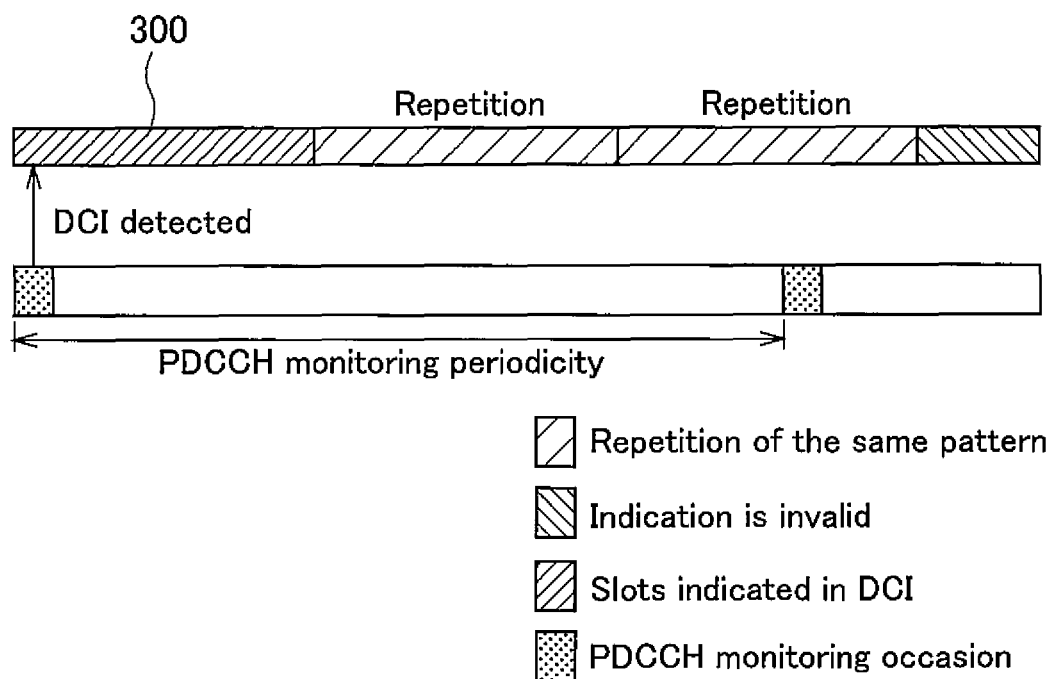 300
Repetition
Repetition
DCI detected
PDCCH monitoring periodicity
Repetition of the same pattern
Indication is invalid
Slots indicated in DCI
PDCCH monitoring occasion